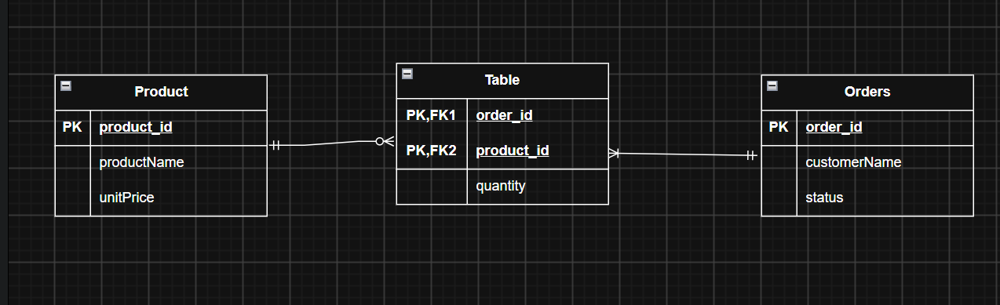 Product
PK product_id
productName
unitPrice
Table
PK,FK1 order_id
PK,FK2 product_id
quantity
Orders
PK order_id
customerName
status